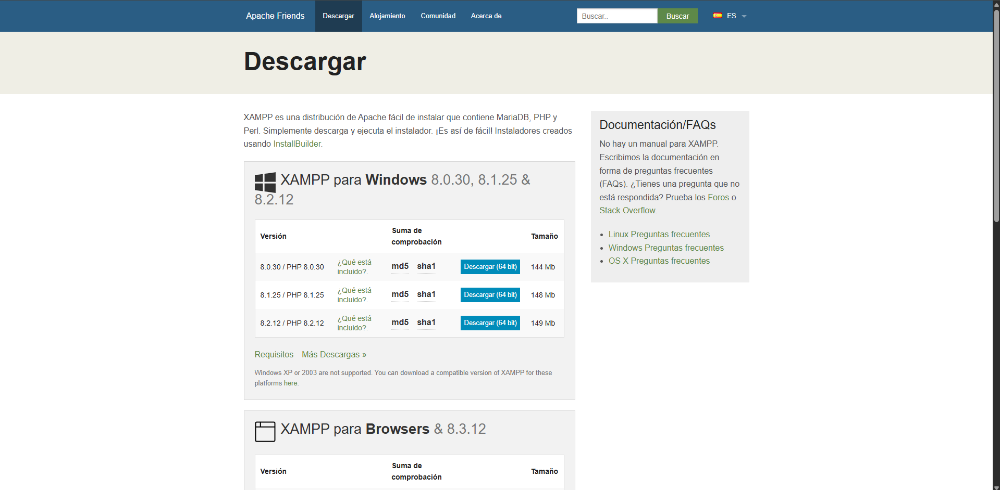 Apache Friends
Descargar
Alojamiento
Comunidad
Acerca de
Buscar..
Buscar
ES
Descargar
XAMPP es una distribución de Apache fácil de instalar que contiene MariaDB, PHP y
Perl. Simplemente descarga y ejecuta el instalador. ¡Es así de fácil! Instaladores creados
usando InstallBuilder.
XAMPP para Windows 8.0.30, 8.1.25 &
8.2.12
Versión
Suma de
comprobación
Tamaño
8.0.30 / PHP 8.0.30
¿Qué está
incluido?.
md5
sha1
Descargar (64 bit)
144 Mb
8.1.25 / PHP 8.1.25
¿Qué está
incluido?.
md5
sha1
Descargar (64 bit)
148 Mb
8.2.12 / PHP 8.2.12
¿Qué está
incluido?.
md5
sha1
Descargar (64 bit)
149 Mb
Requisitos
Más Descargas »
Windows XP or 2003 are not supported. You can download a compatible version of XAMPP for these
platforms here.
XAMPP para Browsers & 8.3.12
Versión
Suma de
comprobación
Tamaño
Documentación/FAQs
No hay un manual para XAMPP.
Escribimos la documentación en
forma de preguntas frecuentes
(FAQs). ¿Tienes una pregunta que no
está respondida? Prueba los Foros o
Stack Overflow.
Linux Preguntas frecuentes
Windows Preguntas frecuentes
OS X Preguntas frecuentes